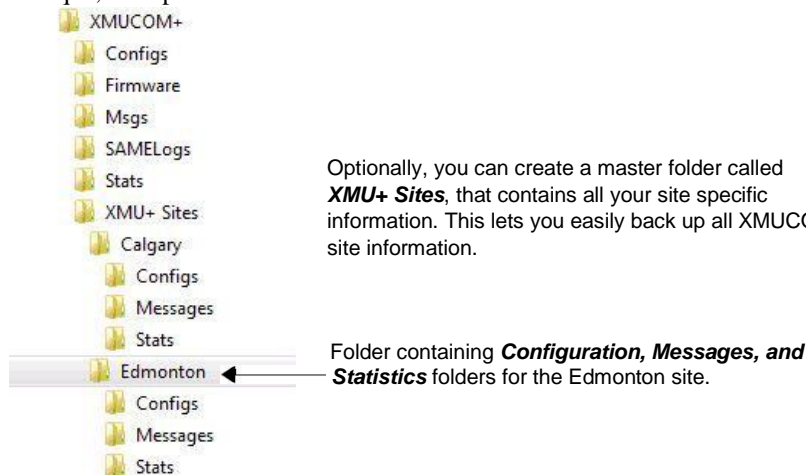 XMUCOM+
Configs
Firmware
Msgs
SAMELogs
Stats
XMU+ Sites
Calgary
Configs
Messages
Stats
Edmonton
Configs
Messages
Stats
Optionally, you can create a master folder called
XMU+ Sites, that contains all your site specific
information. This lets you easily back up all
site information.
Folder containing Configuration, Messages, and
Statistics folders for the Edmonton site.